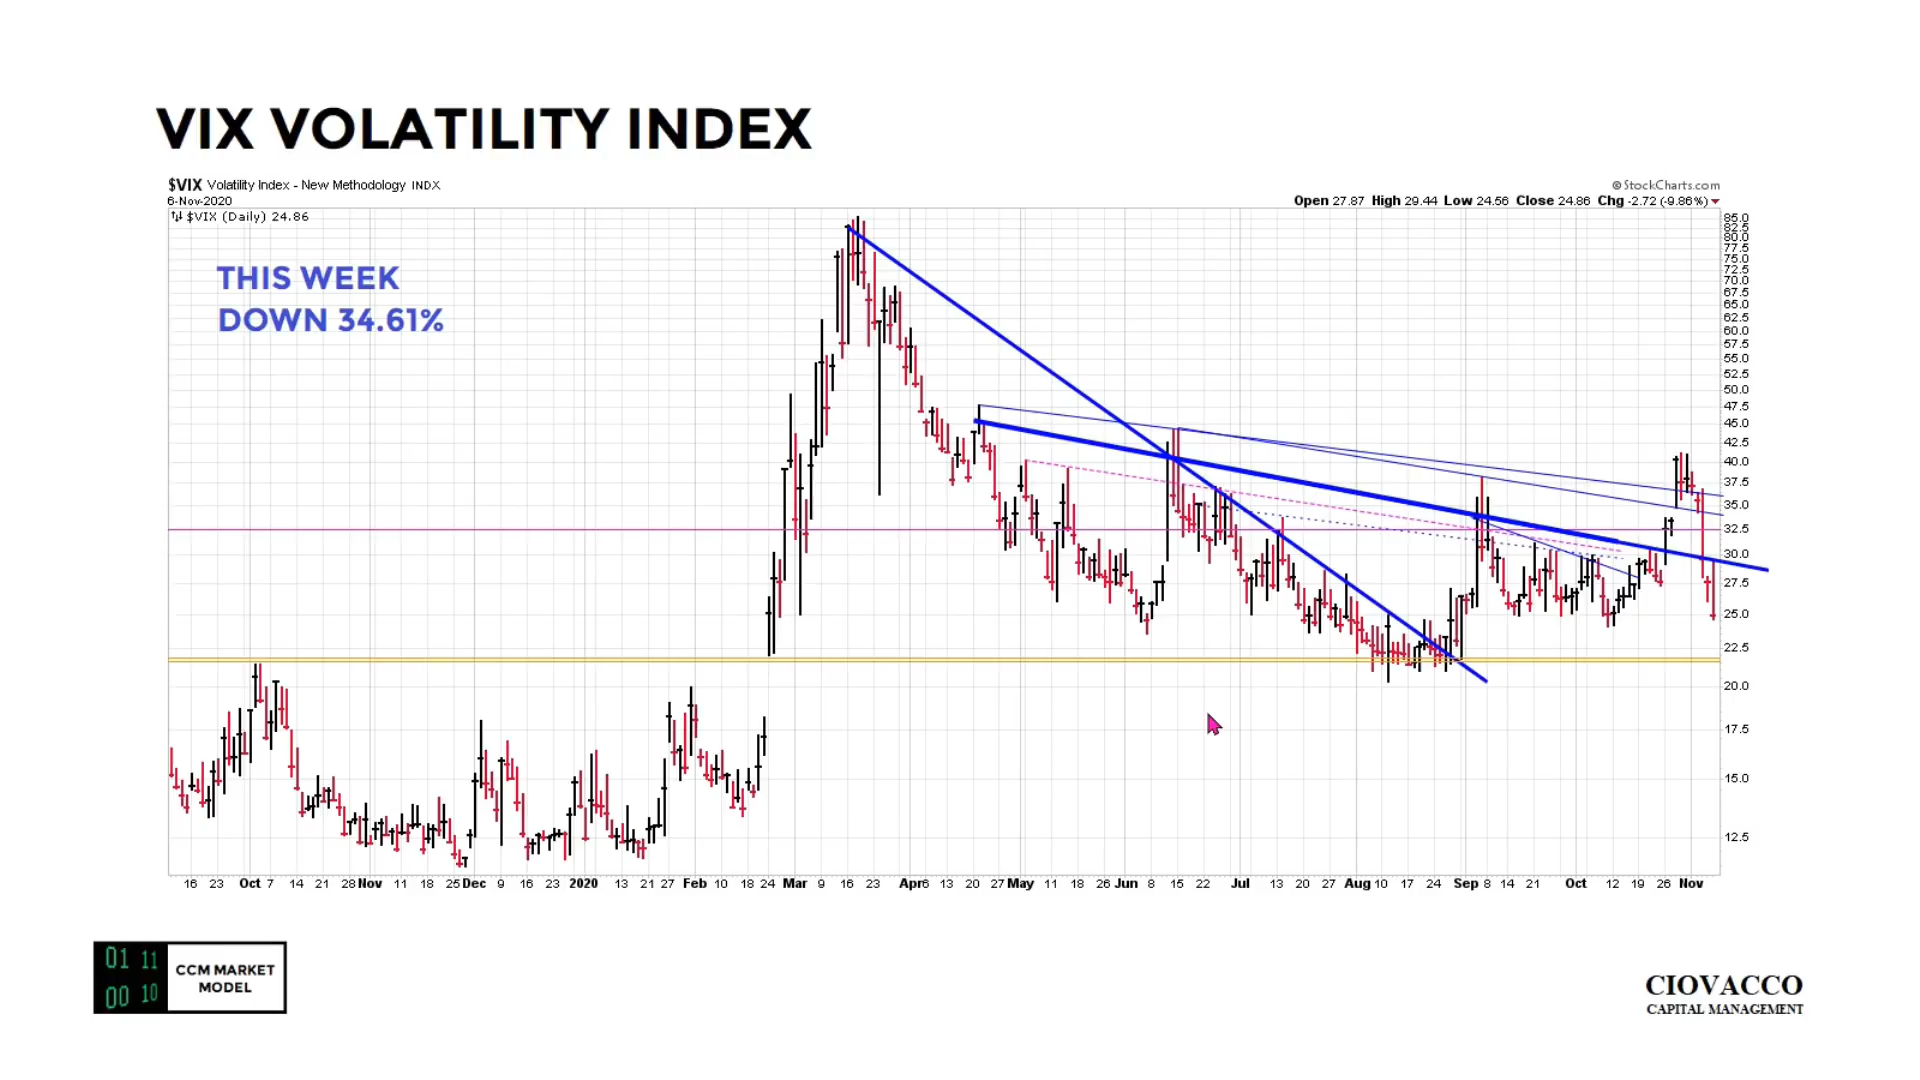 VIX VOLATILITY INDEX
$VIX Volatility Index - New Methodology INDX
© StockCharts.com
6-Nov-2020
Open 27.87 High 29.44 Low 24.56 Close 24.86 Chg -2.72 (-9.86%)
$VIX (Daily) 24.86
THIS WEEK
DOWN 34.61%
85.0
82.5
80.0
77.5
75.0
72.5
70.0
67.5
65.0
62.5
60.0
57.5
55.0
52.5
50.0
47.5
45.0
42.5
40.0
37.5
35.0
32.5
30.0
27.5
25.0
22.5
20.0
17.5
15.0
12.5
16 23 Oct 7 14 21 28 Nov 11 18 25 Dec 9 16 23 2020 13 21 27 Feb 10 18 24 Mar 9 16 23 Apr 6 13 20 27 May 11 18 26 Jun 8 15 22 Jul 13 20 27 Aug 10 17 24 Sep 8 14 21 Oct 12 19 26 Nov
01 11
00 10
CCM MARKET
MODEL
CIOVACCO
CAPITAL MANAGEMENT